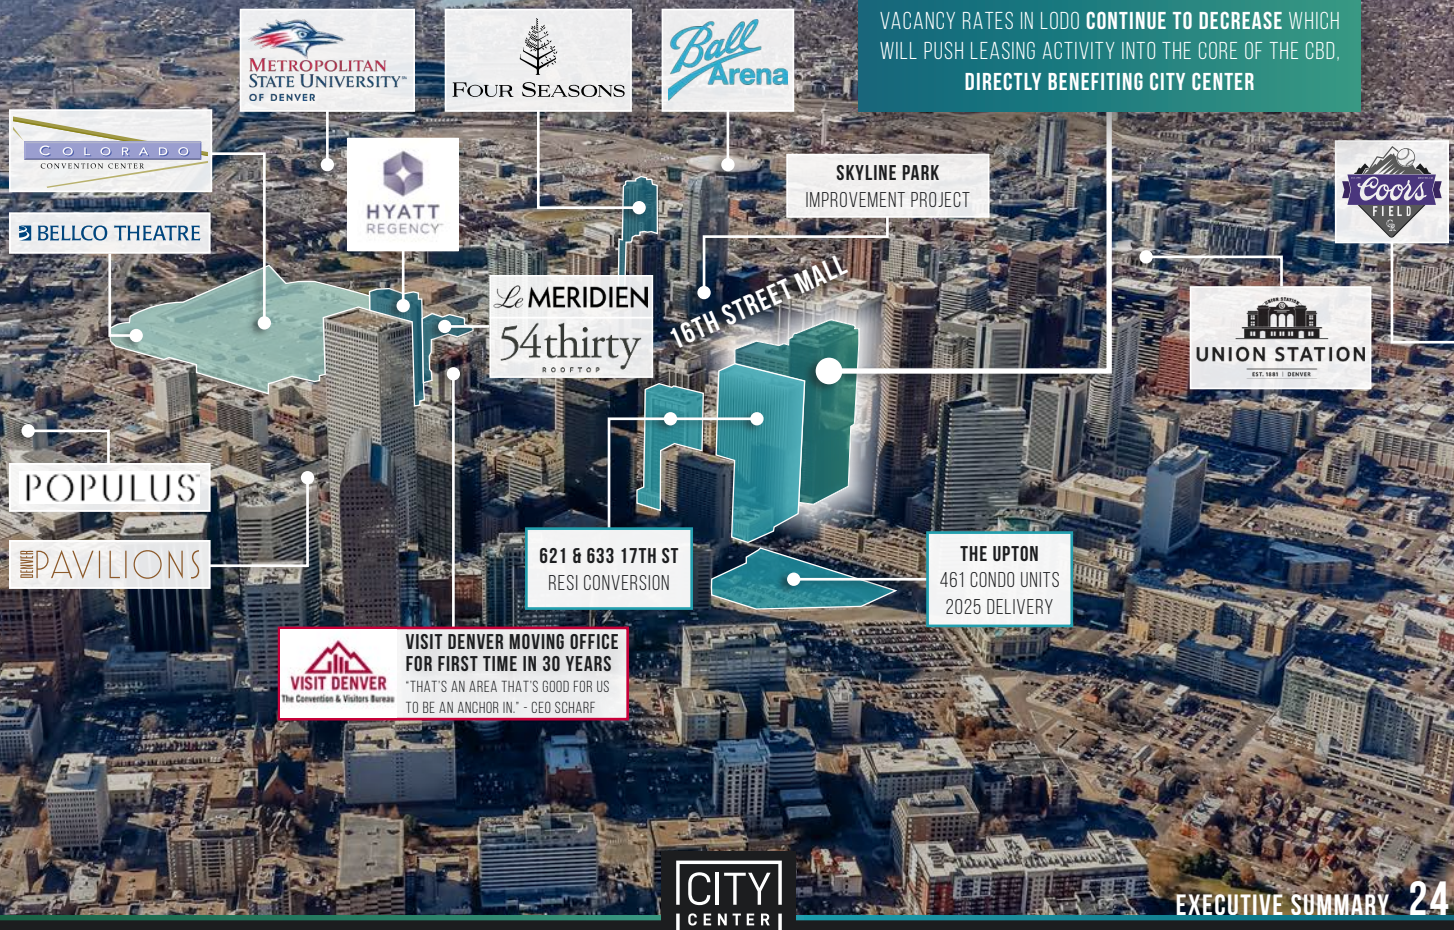 VACANCY RATES IN LODO CONTINUE TO DECREASE WHICH
WILL PUSH LEASING ACTIVITY INTO THE CORE OF THE CBD,
DIRECTLY BENEFITING CITY CENTER
METROPOLITAN
STATE UNIVERSITY
OF DENVER
FOUR SEASONS
Ball
Arena
COLORADO
CONVENTION CENTER
BELLCO THEATRE
HYATT
REGENCY
SKYLINE PARK
IMPROVEMENT PROJECT
Coors
FIELD
16TH STREET MALL
Le MERIDIEN
54thirty
ROOFTOP
UNION STATION
UNION STATION
EST. 1881 | DENVER
POPULUS
DENVER
PAVILIONS
621 & 633 17TH ST
RESI CONVERSION
THE UPTON
461 CONDO UNITS
2025 DELIVERY
VISIT DENVER
The Convention & Visitors Bureau
VISIT DENVER MOVING OFFICE
FOR FIRST TIME IN 30 YEARS
"THAT'S AN AREA THAT'S GOOD FOR US
TO BE AN ANCHOR IN." - CEO SCHARF
CITY
CENTER
EXECUTIVE SUMMARY 24